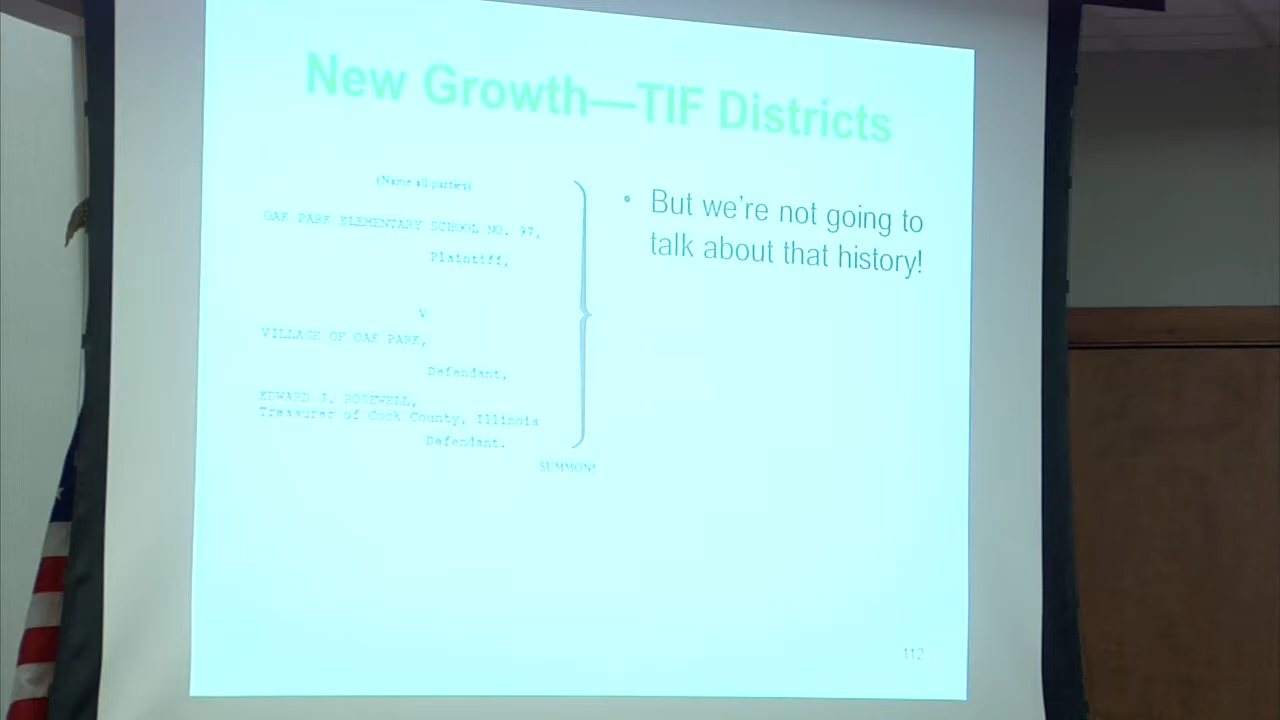 New Growth—TIF Districts
(Name all parties)
OAK PARK ELEMENTARY SCHOOL NO. 97,
Plaintiff,
v
VILLAGE OF OAK PARK,
Defendant,
EDWARD J. ROSEWELL,
Treasurer of Cook County, Illinois
Defendant.
SUMMONS
• But we're not going to
talk about that history!
112